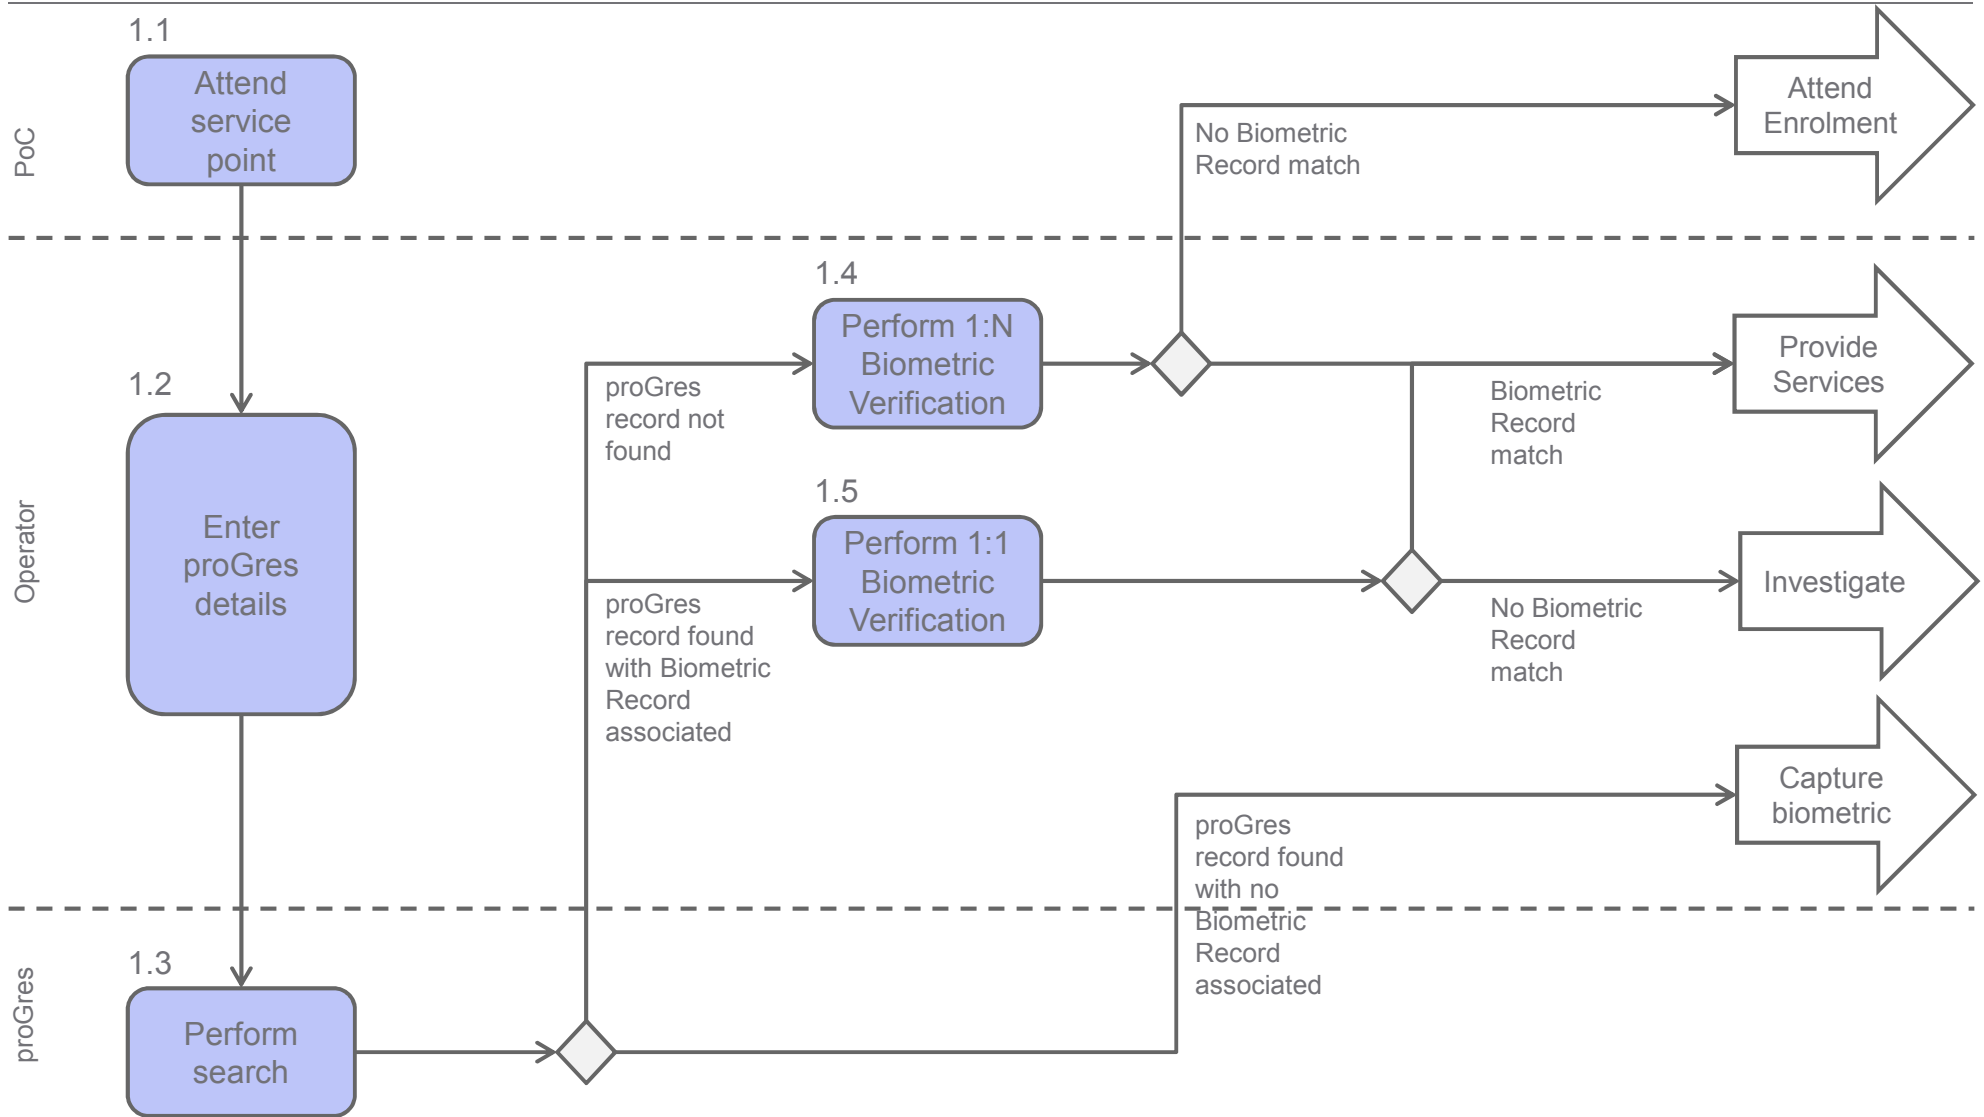 PoC
1.1
Attend
service
point
No Biometric
Record match
Attend
Enrolment
Operator
1.2
Enter
proGres
details
proGres
record not
found
1.4
Perform 1:N
Biometric
Verification
Biometric
Record
match
Provide
Services
proGres
record found
with Biometric
Record
associated
1.5
Perform 1:1
Biometric
Verification
No Biometric
Record
match
Investigate
proGres
record found
with no
Biometric
Record
associated
Capture
biometric
proGres
1.3
Perform
search